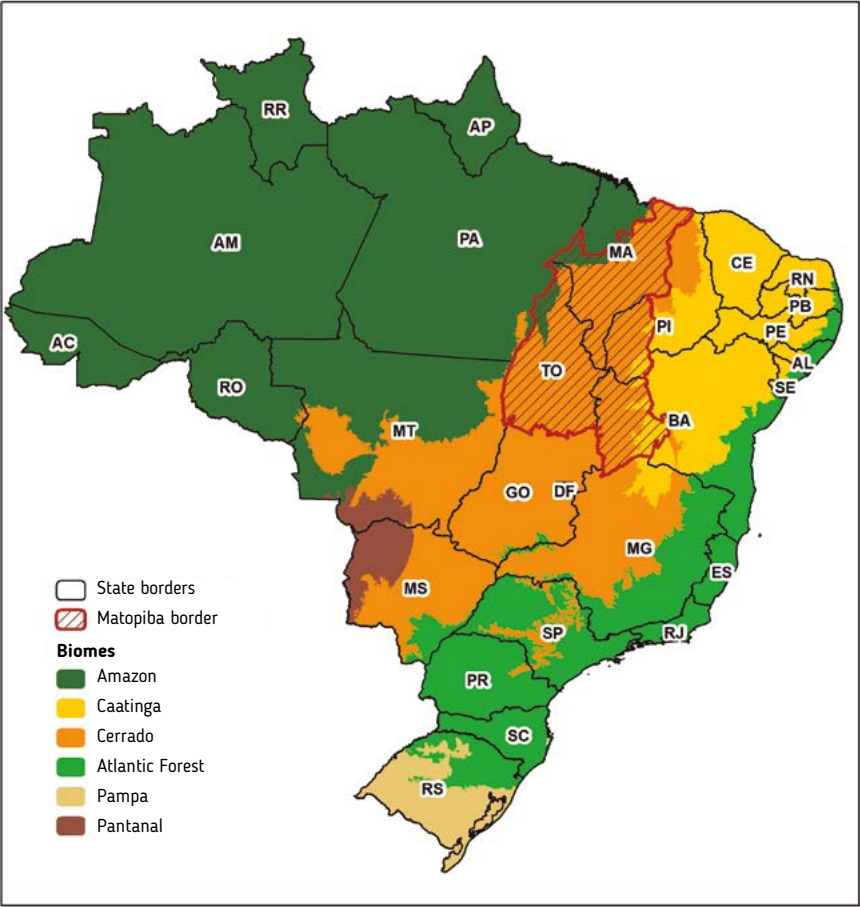 RR
AP
AM
PA
MA
CE
RN
PB
PI
PE
AC
AL
TO
RO
SE
BA
MT
GO
DF
MG
ES
MS
SP
RJ
PR
SC
RS
State borders
Matopiba border
Biomes
Amazon
Caatinga
Cerrado
Atlantic Forest
Pampa
Pantanal